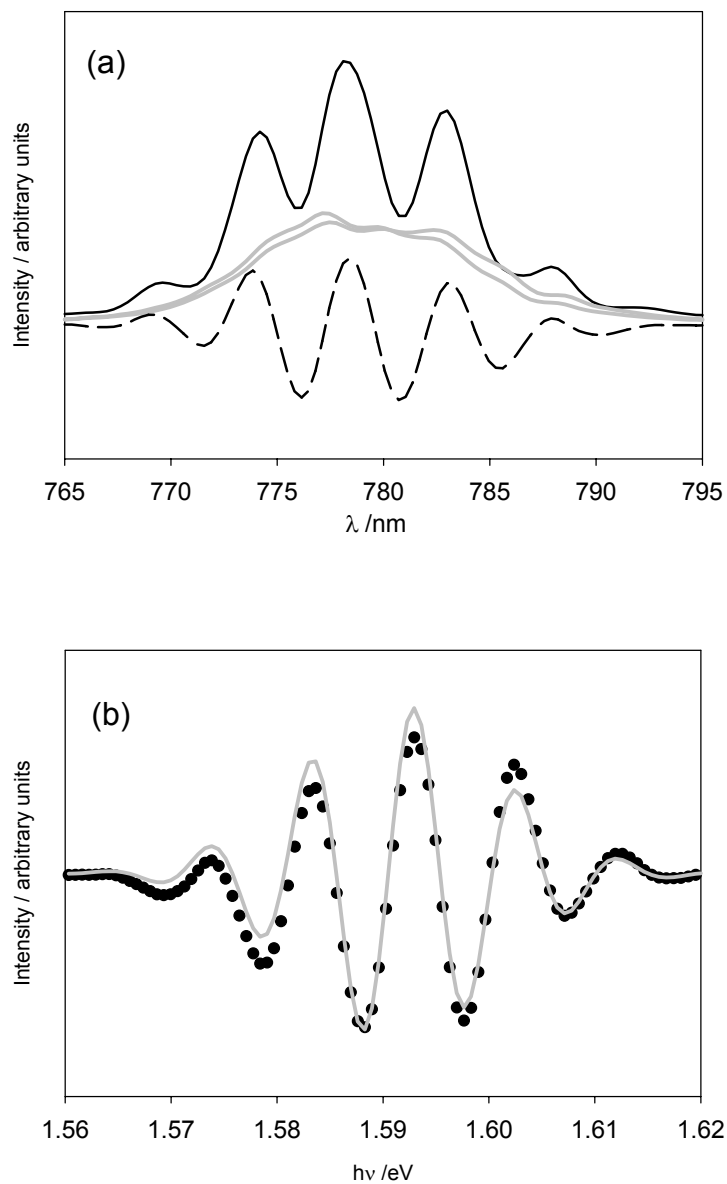 (a)
Intensity / arbitrary units
765 770 775 780 785 790 795
λ /nm
(b)
Intensity / arbitrary units
1.56 1.57 1.58 1.59 1.60 1.61 1.62
hν /eV